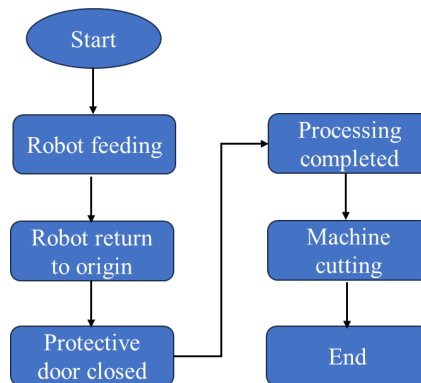 Start
Robot feeding
Robot return
to origin
Protective
door closed
Processing
completed
Machine
cutting
End